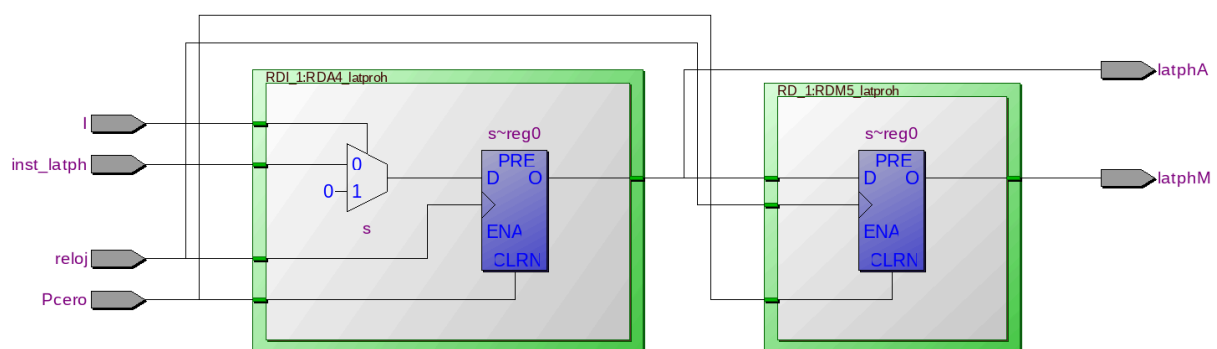 RDI_1:RDA4_latproh
RD_1:RDM5_latproh
latphA
I
inst_latph
0
0
1
s
s~reg0
PRE
D
O
ENA
CLRN
s~reg0
PRE
D
O
ENA
CLRN
latphM
reloj
Pcero